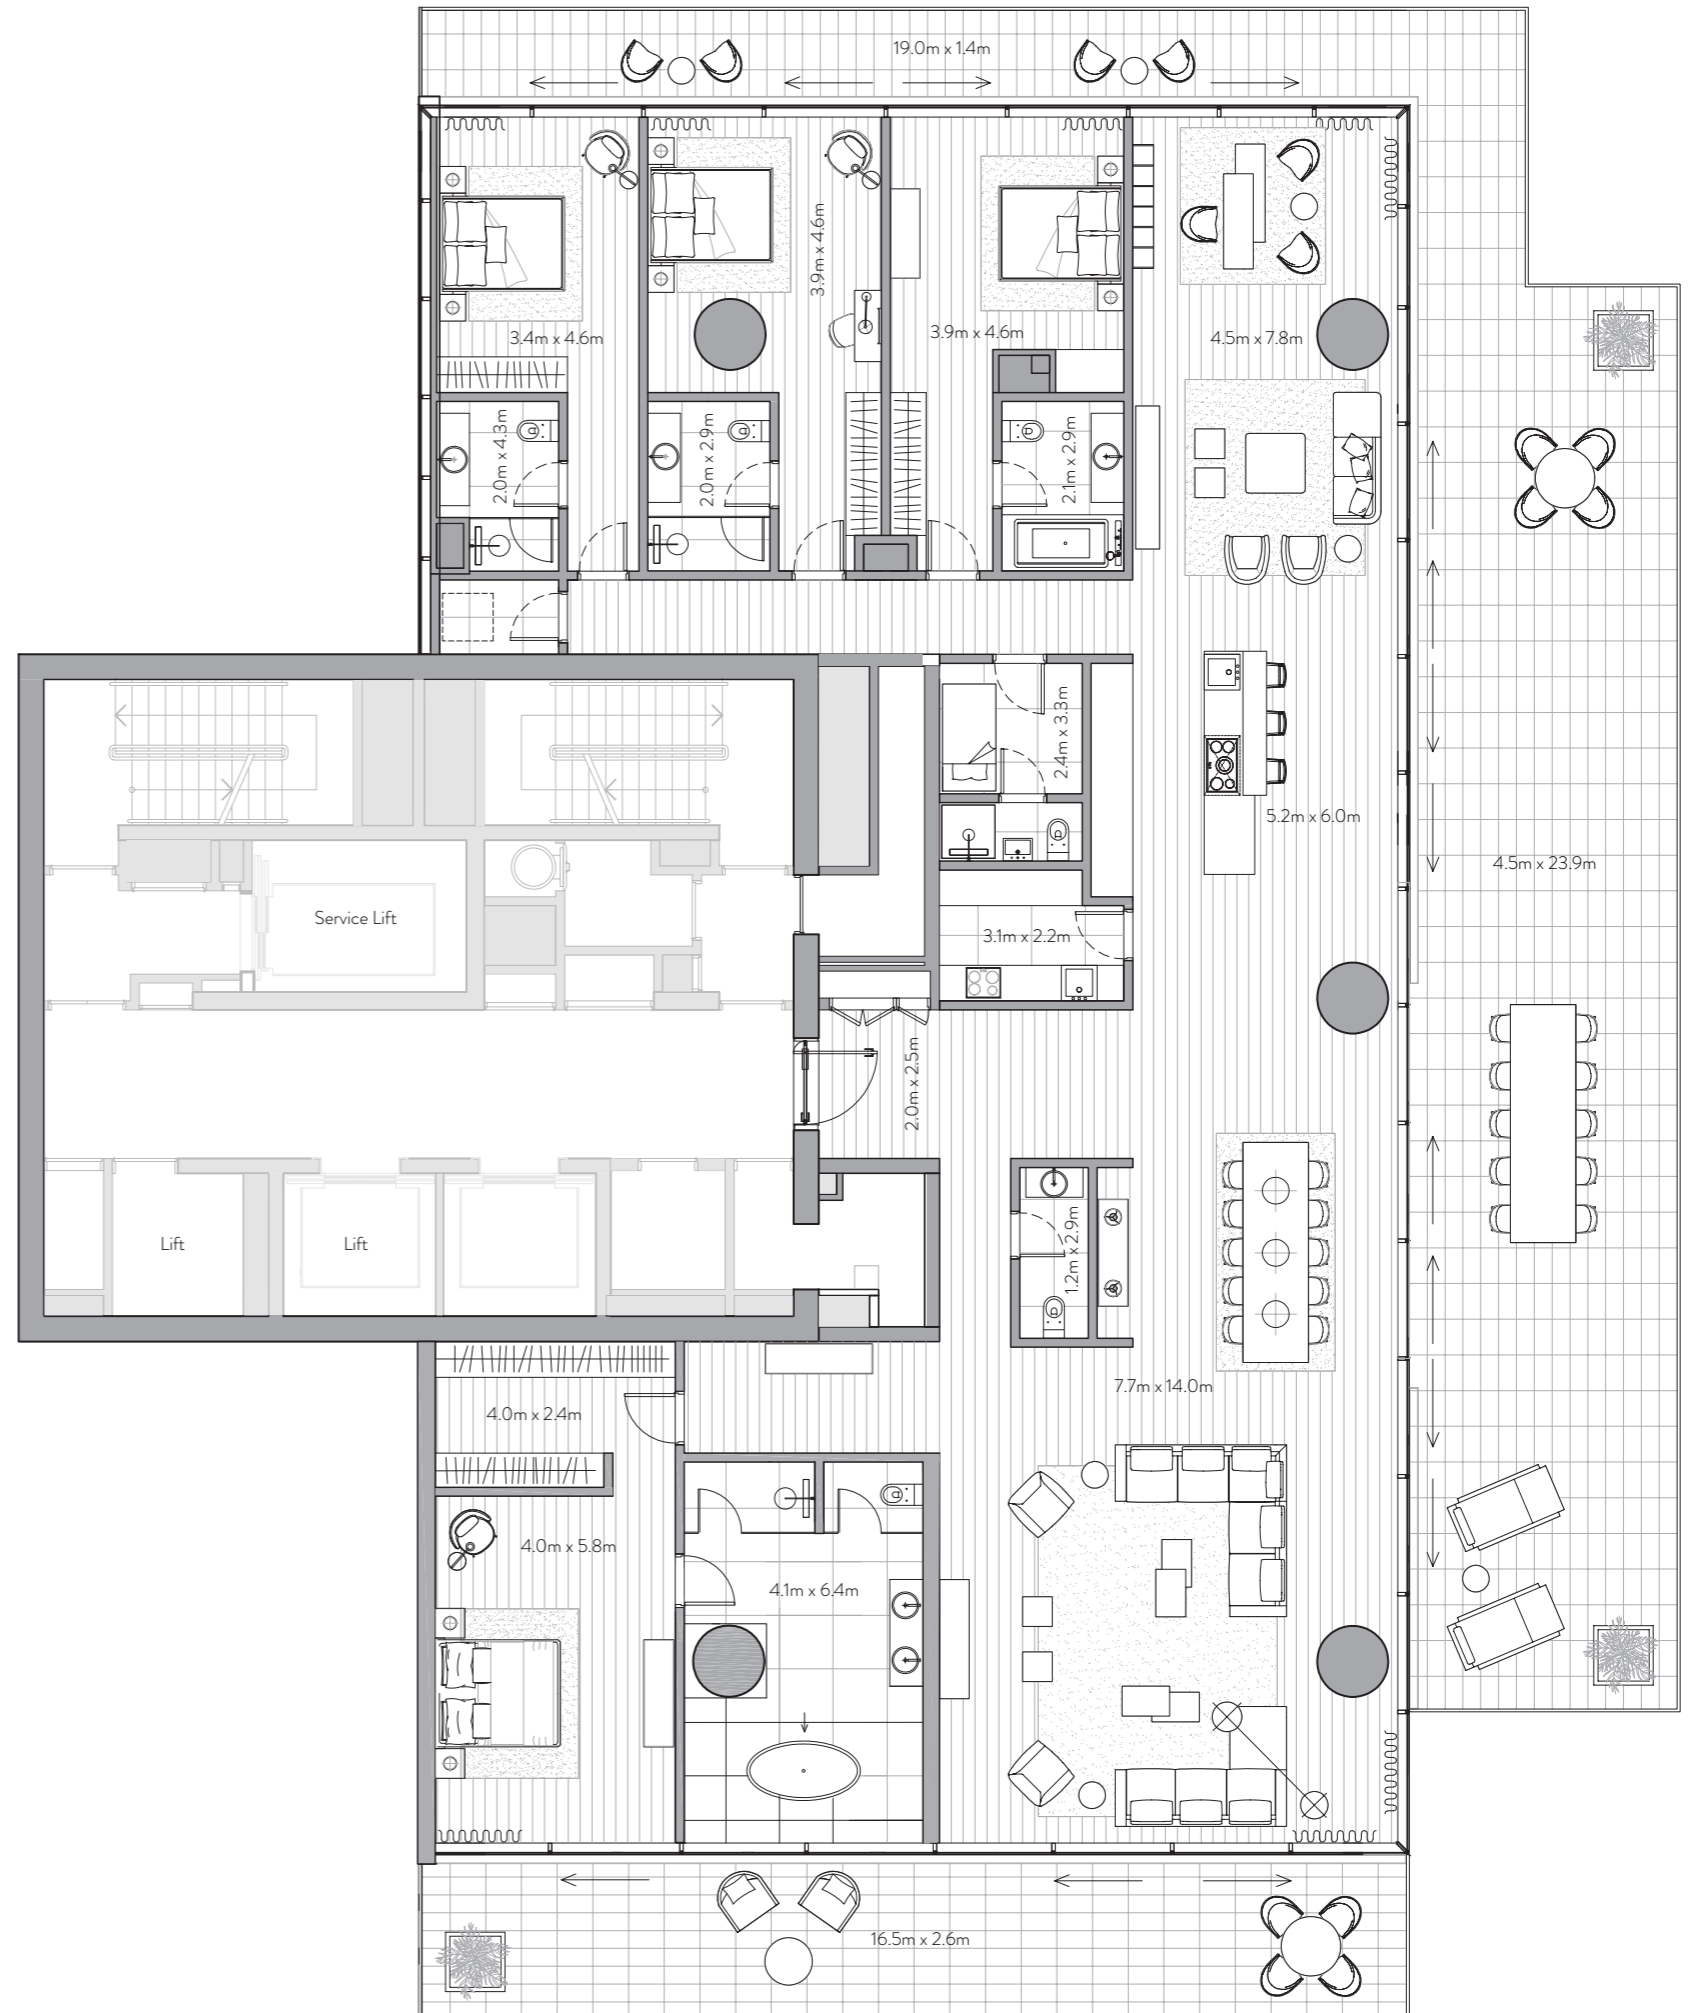 19.0m x 1.4m
3.4m x 4.6m
3.9m x 4.6m
3.9m x 4.6m
4.5m x 7.8m
2.0m x 4.3m
2.0m x 2.9m
2.1m x 2.9m
2.4m x 3.3m
5.2m x 6.0m
4.5m x 23.9m
Service Lift
3.1m x 2.2m
2.0m x 2.5m
Lift
Lift
1.2m x 2.9m
7.7m x 14.0m
4.0m x 2.4m
4.0m x 5.8m
4.1m x 6.4m
16.5m x 2.6m